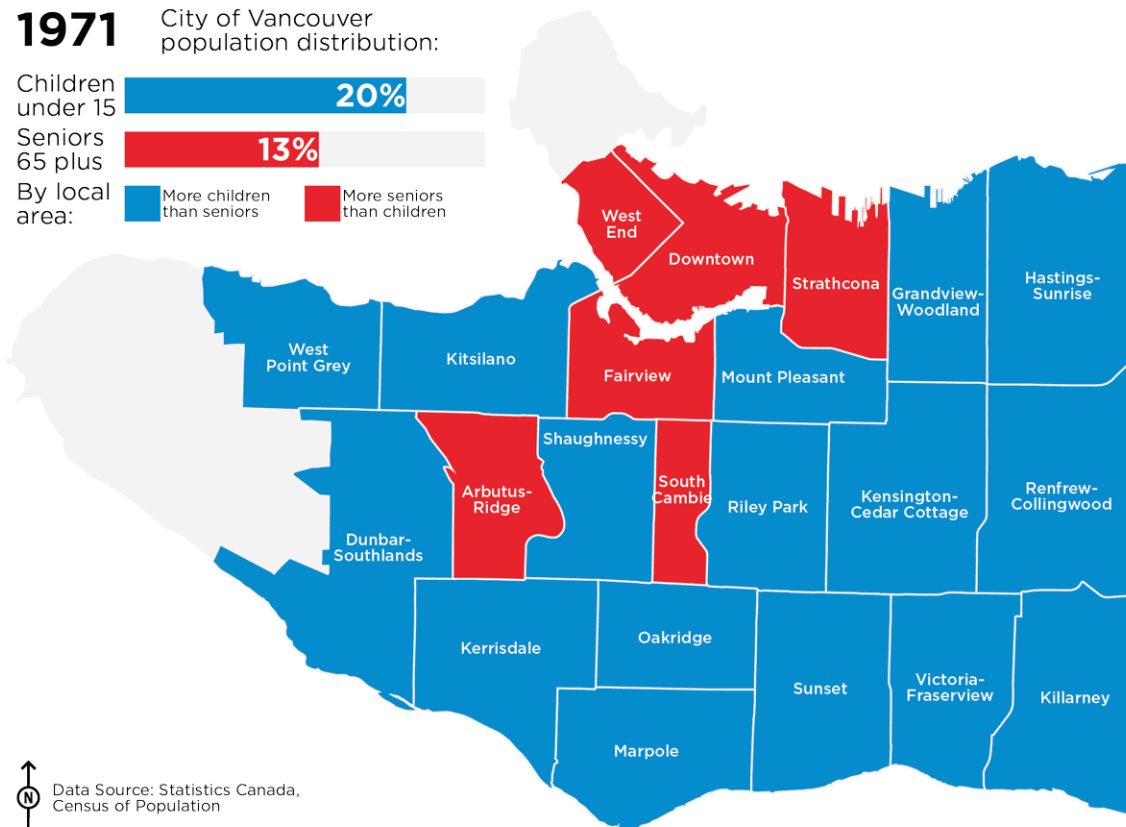 1971
City of Vancouver
population distribution:
Children
under 15
20%
Seniors
65 plus
13%
By local
area:
More children
than seniors
More seniors
than children
West
End
Downtown
Strathcona
Grandview-
Woodland
Hastings-
Sunrise
West
Point Grey
Kitsilano
Fairview
Mount Pleasant
Shaughnessy
Arbutus-
Ridge
South
Cambie
Riley Park
Kensington-
Cedar Cottage
Renfrew-
Collingwood
Dunbar-
Southlands
Kerrisdale
Oakridge
Sunset
Victoria-
Fraserview
Killarney
Marpole
N
Data Source: Statistics Canada,
Census of Population